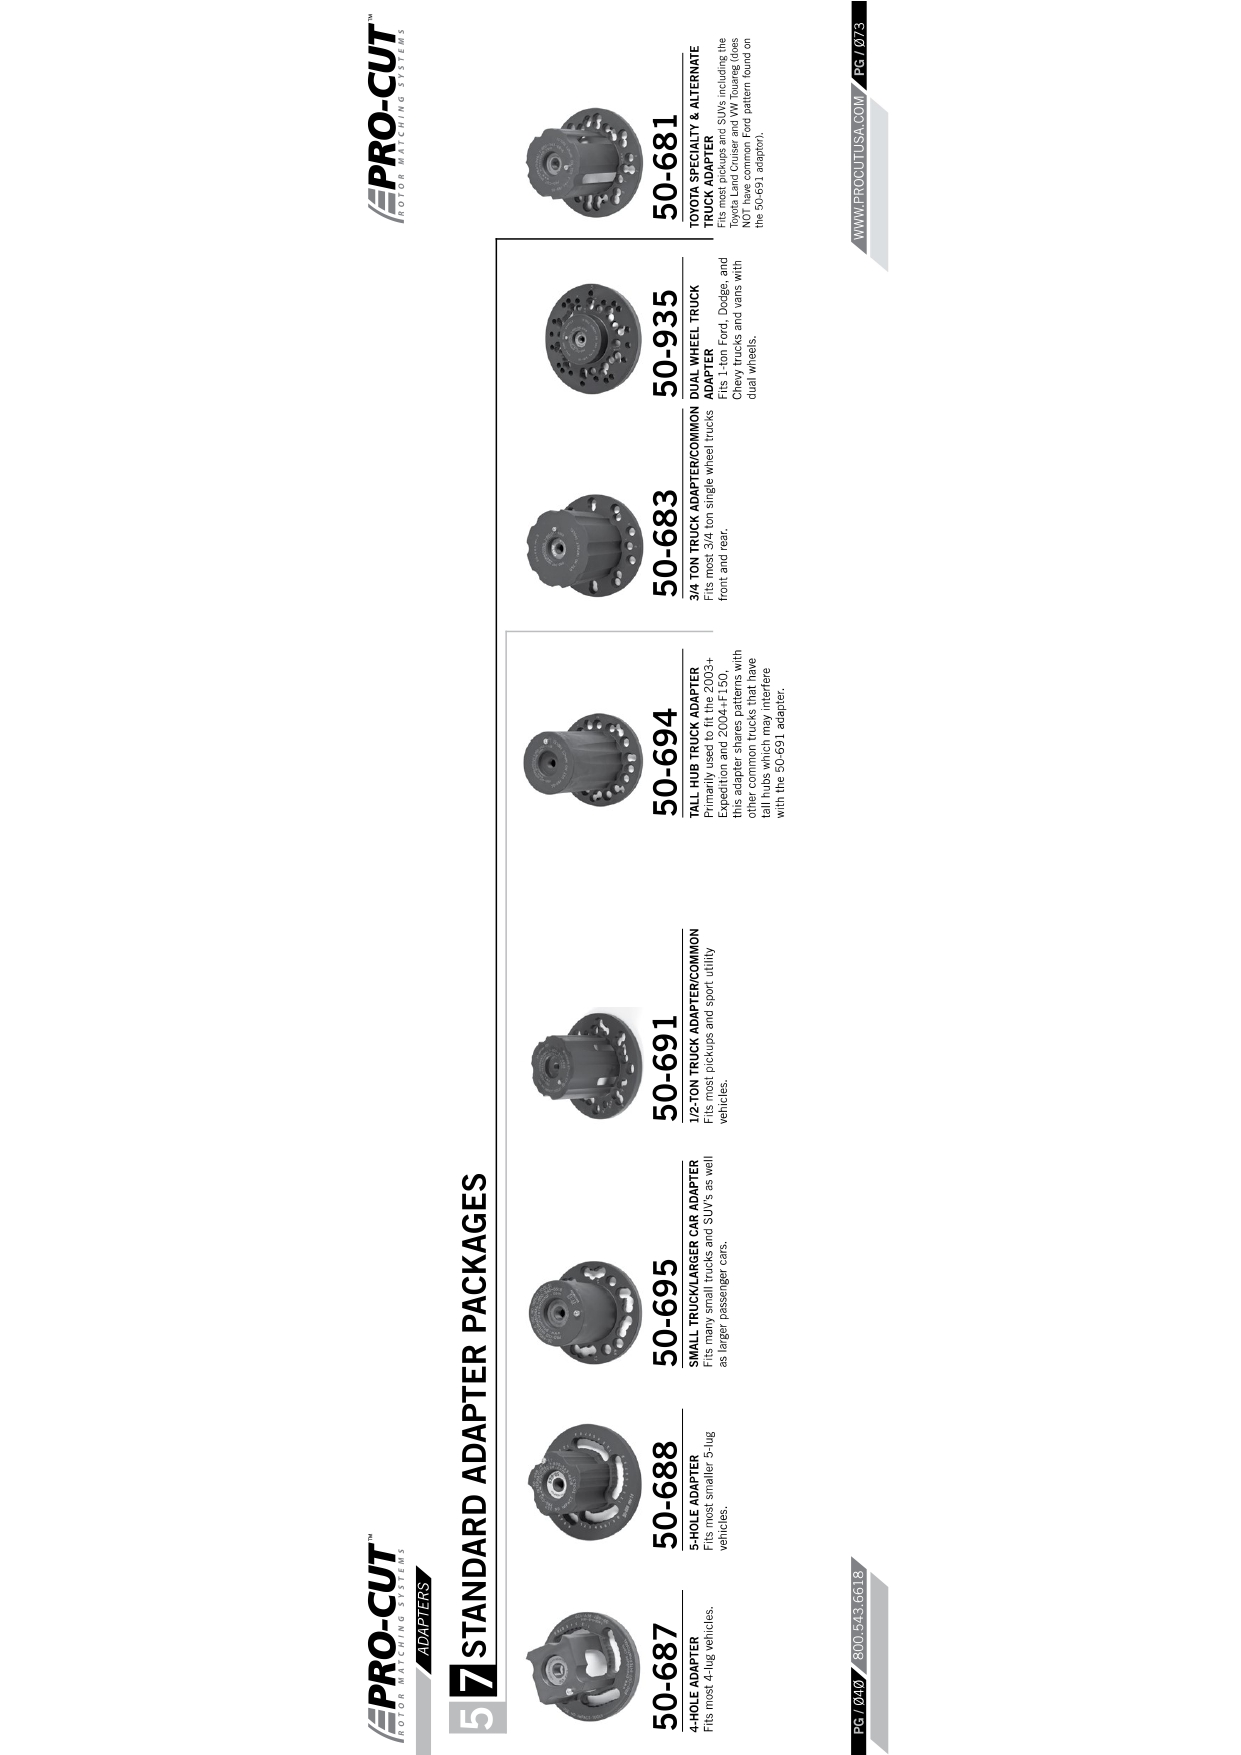 PRO-CUT™
ROTOR MATCHING SYSTEMS
ADAPTERS
PRO-CUT™
ROTOR MATCHING SYSTEMS
5 7 STANDARD ADAPTER PACKAGES
50-687
4-HOLE ADAPTER
Fits most 4-lug vehicles.
50-688
5-HOLE ADAPTER
Fits most smaller 5-lug
vehicles.
50-695
SMALL TRUCK/LARGER CAR ADAPTER
Fits many small trucks and SUV's as well
as larger passenger cars.
50-691
1/2-TON TRUCK ADAPTER/COMMON
Fits most pickups and sport utility
vehicles.
50-694
TALL HUB TRUCK ADAPTER
Primarily used to fit the 2003+
Expedition and 2004+F150,
this adapter shares patterns with
other common trucks that have
tall hubs which may interfere
with the 50-691 adapter.
50-683
3/4 TON TRUCK ADAPTER/COMMON
Fits most 3/4 ton single wheel trucks
front and rear.
50-935
DUAL WHEEL TRUCK
ADAPTER
Fits 1-ton Ford, Dodge, and
Chevy trucks and vans with
dual wheels.
50-681
TOYOTA SPECIALTY & ALTERNATE
TRUCK ADAPTER
Fits most pickups and SUVs including the
Toyota Land Cruiser and VW Touareg (does
NOT have common Ford pattern found on
the 50-691 adaptor).
PG / Ø4Ø 800.543.6618
WWW.PROCUTUSA.COM PG / Ø73